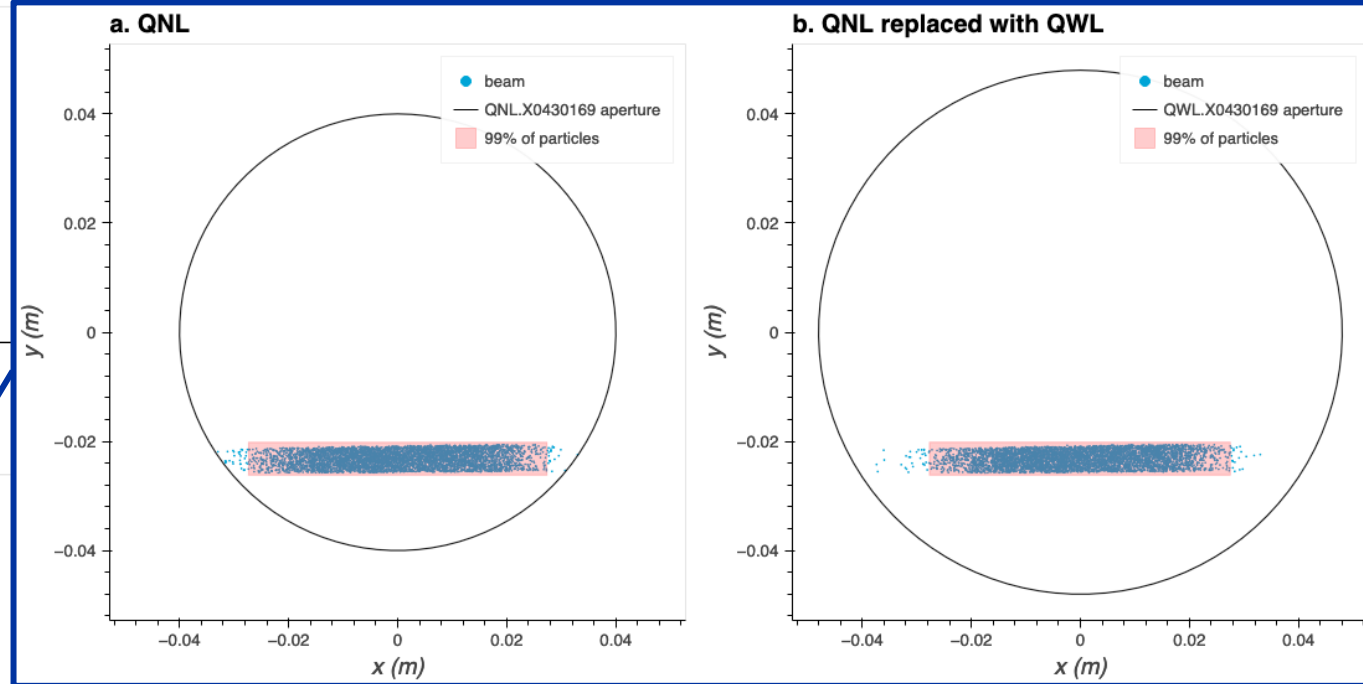 a. QNL
beam
QNL.X0430169 aperture
99% of particles
0.04
0.02
0
−0.02
−0.04
y (m)
−0.04
−0.02
0
0.02
0.04
x (m)
b. QNL replaced with QWL
beam
QWL.X0430169 aperture
99% of particles
0.04
0.02
0
−0.02
−0.04
y (m)
−0.04
−0.02
0
0.02
0.04
x (m)